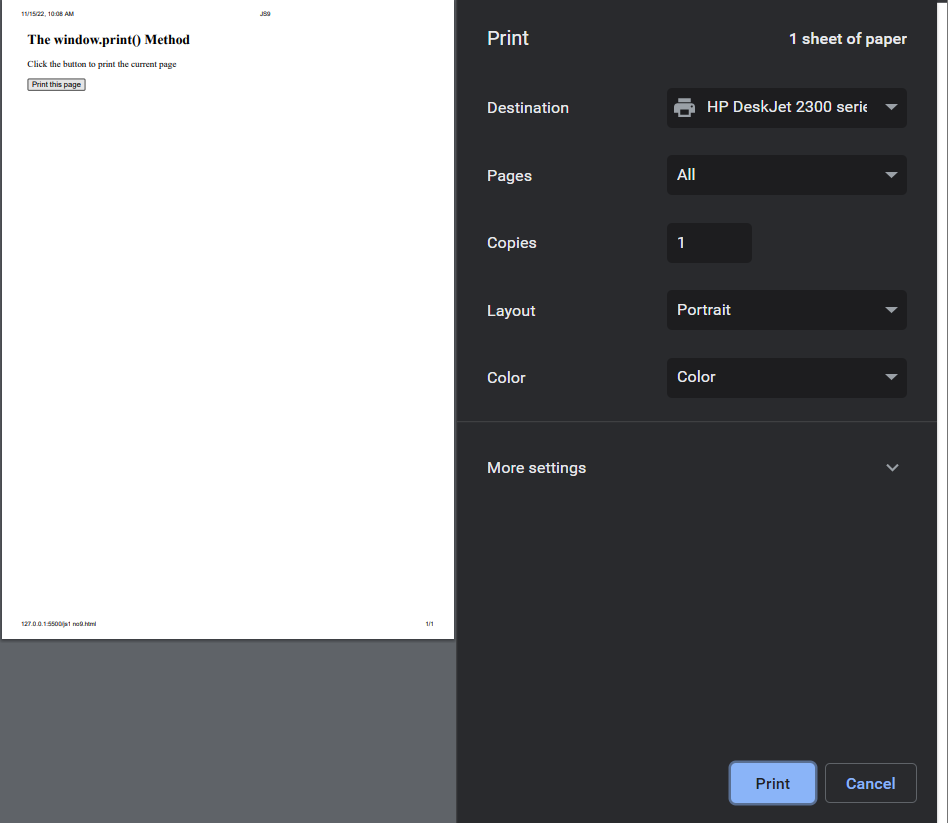 11/15/22, 10:08 AM JS9
The window.print() Method
Click the button to print the current page
Print this page
127.0.0.1:5500/js1 no9.html 1/1
Print 1 sheet of paper
Destination HP DeskJet 2300 serie
Pages All
Copies 1
Layout Portrait
Color Color
More settings
Print Cancel